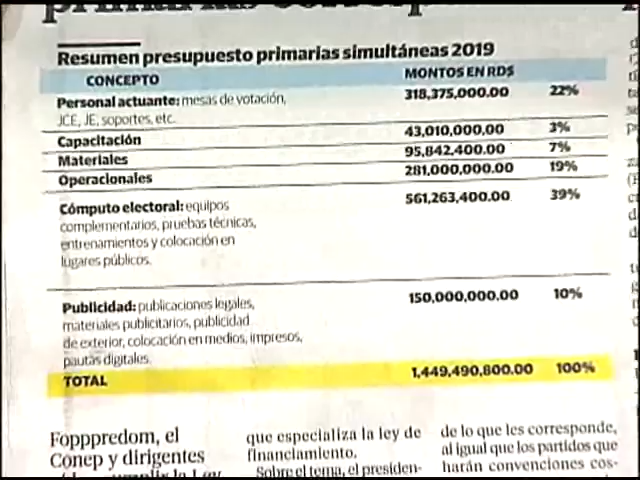 Resumen presupuesto primarias simultáneas 2019
CONCEPTO MONTOS EN RD$
Personal actuante: mesas de votación, 318,375,000.00 22%
JCE, JE, soportes, etc.
Capacitación 43,010,000,00 3%
Materiales 95,842,400.00 7%
Operacionales 281,000,000.00 19%
Cómputo electoral: equipos 561,263,400.00 39%
complementarios, pruebas técnicas,
entrenamientos y colocación en
lugares públicos.
Publicidad: publicaciones legales, 150,000,000.00 10%
materiales publicitarios, publicidad
de exterior, colocación en medios, impresos,
pautas digitales.
TOTAL 1,449,490,800.00 100%
Fopppredom, el
Conep y dirigentes
que especializa la ley de
financiamiento.
Sobre el tema, el presiden-
de lo que les corresponde,
al igual que los partidos que
harán convenciones cos-